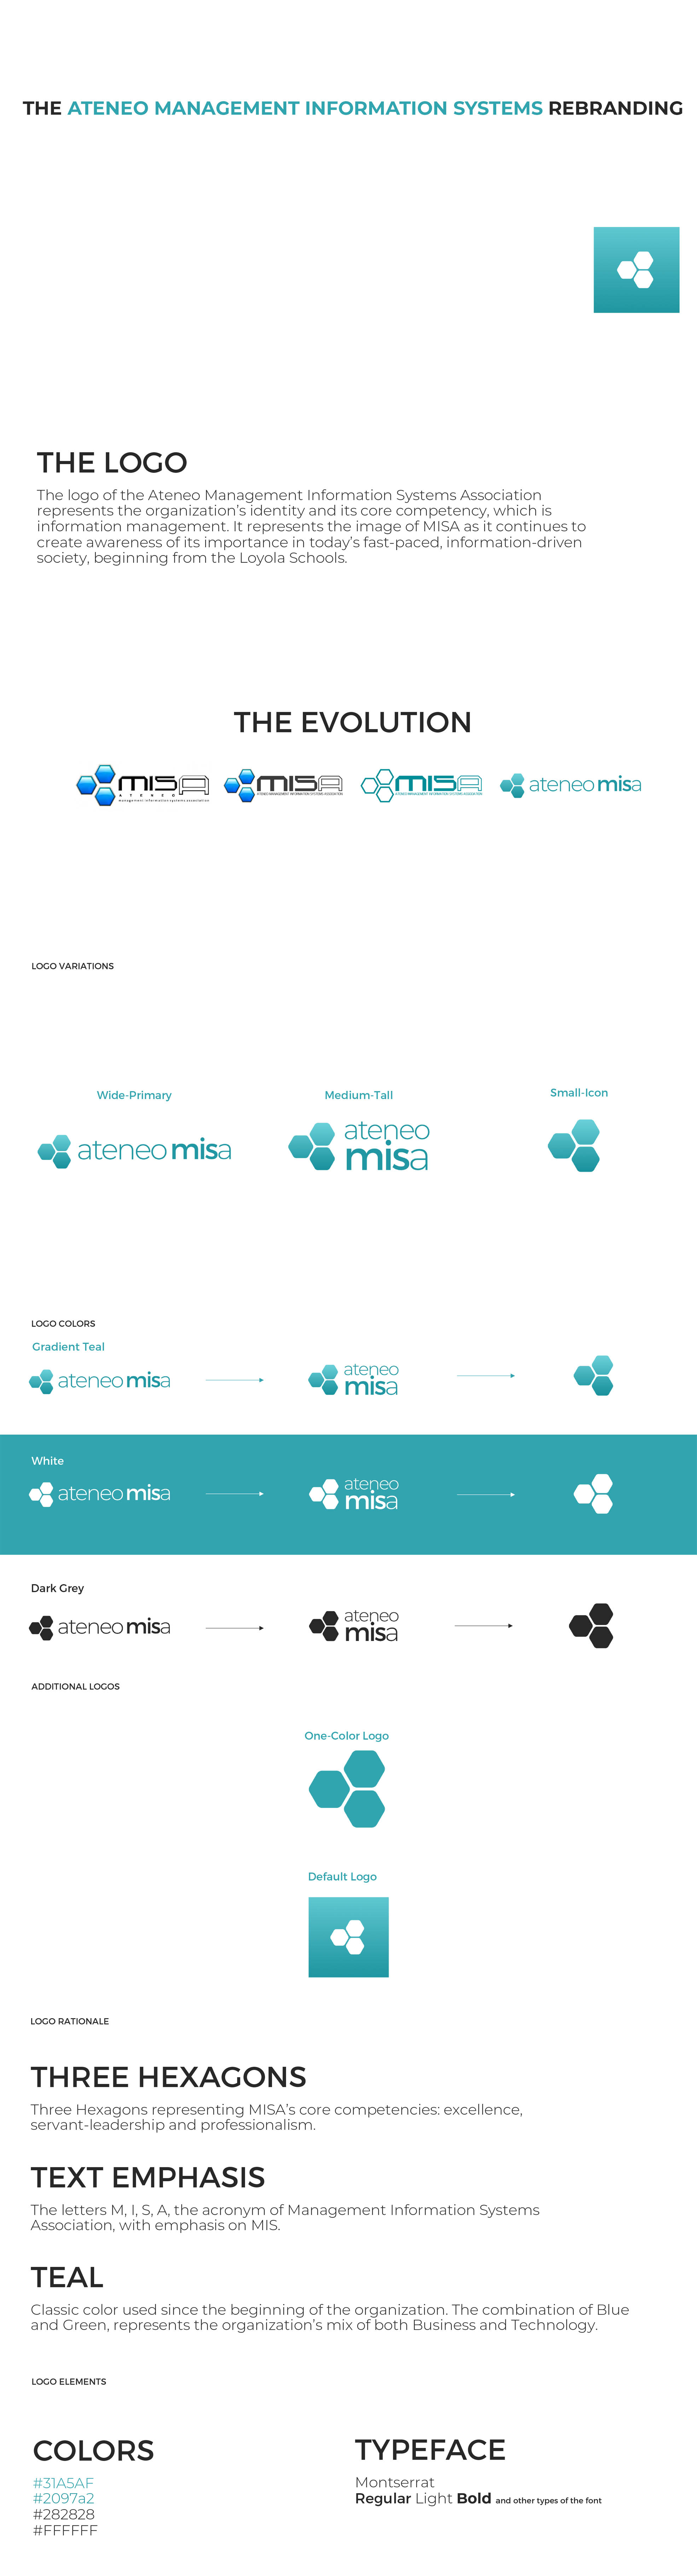 THE ATENEO MANAGEMENT INFORMATION SYSTEMS REBRANDING
THE LOGO
The logo of the Ateneo Management Information Systems Association
represents the organization's identity and its core competency, which is
information management. It represents the image of MISA as it continues to
create awareness of its importance in today's fast-paced, information-driven
society, beginning from the Loyola Schools.
THE EVOLUTION
MISA
ATENEO
management information systems association
MISA
ATENEO MANAGEMENT INFORMATION SYSTEMS ASSOCIATION
MISA
ATENEO MANAGEMENT INFORMATION SYSTEMS ASSOCIATION
ateneo misa
LOGO VARIATIONS
Wide-Primary
Medium-Tall
Small-Icon
ateneo misa
ateneo
misa
LOGO COLORS
Gradient Teal
ateneo misa
ateneo
misa
White
ateneo misa
ateneo
misa
Dark Grey
ateneo misa
ateneo
misa
ADDITIONAL LOGOS
One-Color Logo
Default Logo
LOGO RATIONALE
THREE HEXAGONS
Three Hexagons representing MISA's core competencies: excellence,
servant-leadership and professionalism.
TEXT EMPHASIS
The letters M, I, S, A, the acronym of Management Information Systems
Association, with emphasis on MIS.
TEAL
Classic color used since the beginning of the organization. The combination of Blue
and Green, represents the organization's mix of both Business and Technology.
LOGO ELEMENTS
COLORS
#31A5AF
#2097a2
#282828
#FFFFFF
TYPEFACE
Montserrat
Regular Light Bold and other types of the font